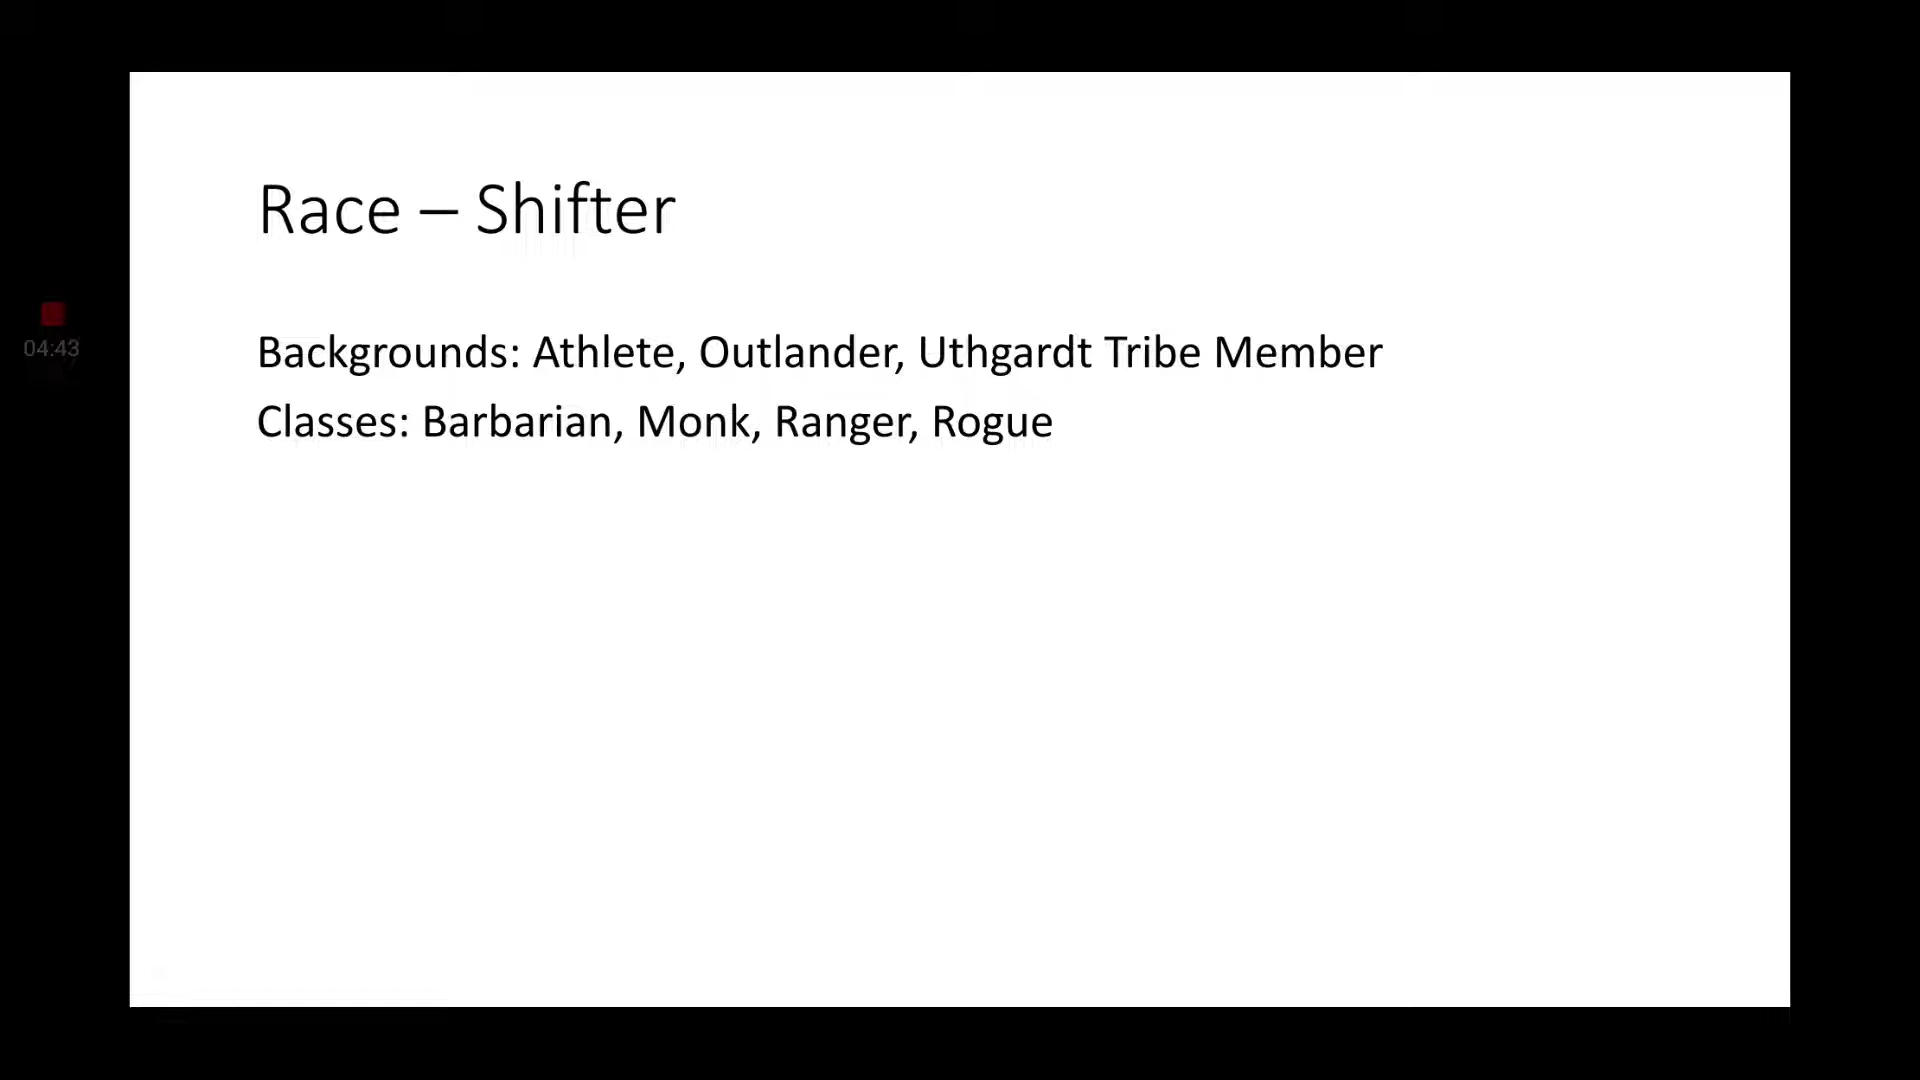 Race – Shifter
04:43
Backgrounds: Athlete, Outlander, Uthgardt Tribe Member
Classes: Barbarian, Monk, Ranger, Rogue